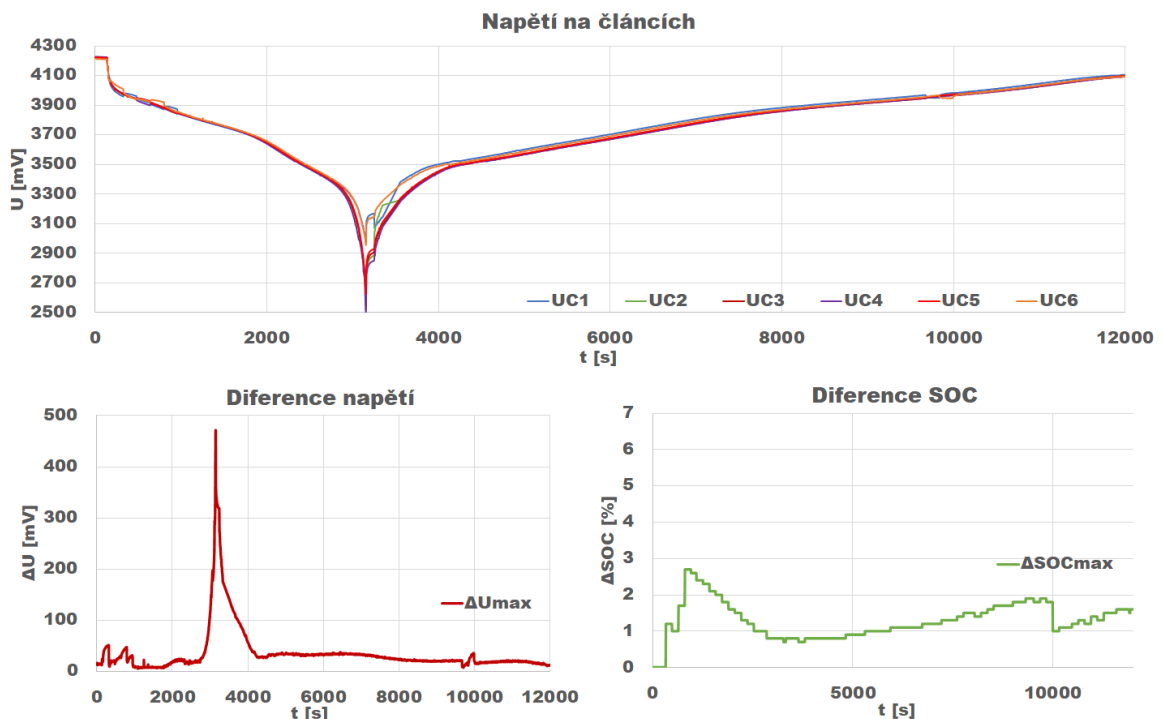 Napětí na článcích
4300
4100
3900
3700
3500
3300
3100
2900
2700
2500
U [mV]
UC1 UC2 UC3 UC4 UC5 UC6
0 2000 4000 6000 8000 10000 12000
t [s]
Diference napětí
500
400
300
200
100
0
ΔU [mV]
ΔUmax
0 2000 4000 6000 8000 10000 12000
t [s]
Diference SOC
7
6
5
4
3
2
1
0
ΔSOC [%]
ΔSOCmax
0 5000 10000
t [s]